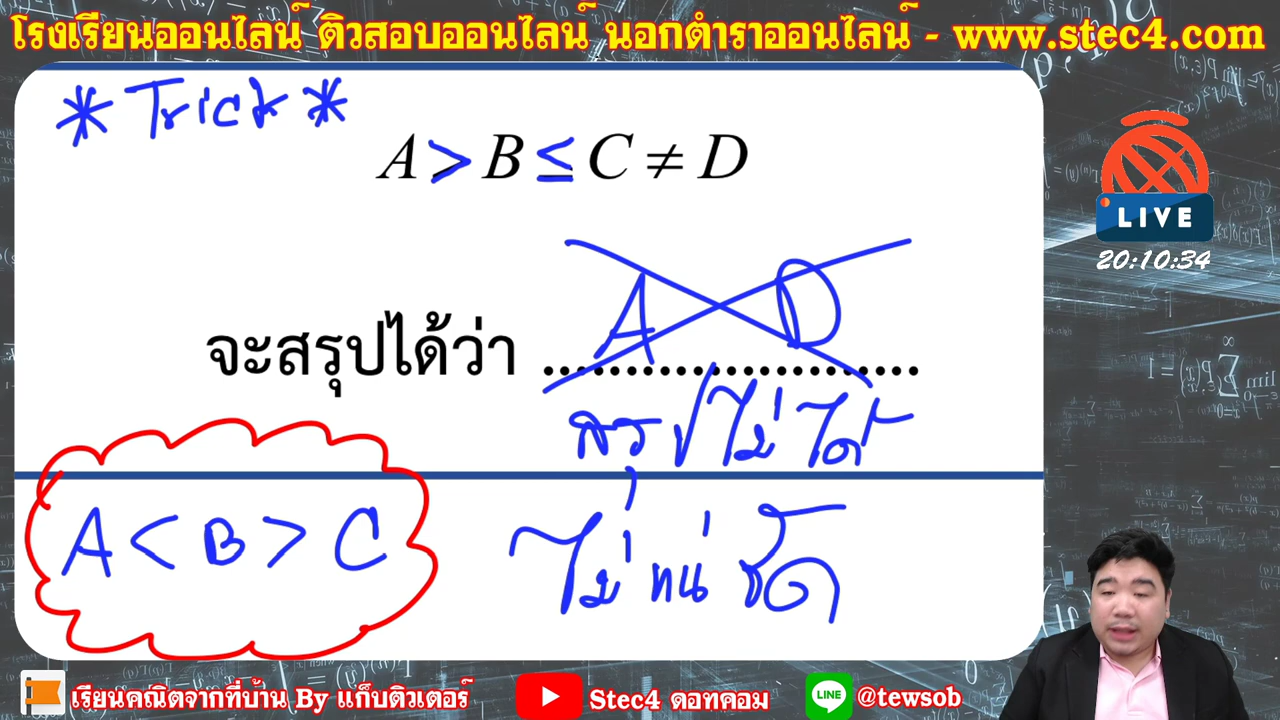 โรงเรียนออนไลน์ ติวสอบออนไลน์ นอกตำราออนไลน์ - www.stec4.com
*Trick*
A > B ≤ C ≠ D
LIVE
20:10:34
A D
จะสรุปได้ว่า ........................
สรุปไม่ได้
A < B > C
ไม่แน่ชัด
เรียนคณิตจากที่บ้าน By แก็บติวเตอร์
Stec4 ดอทคอม
LINE
@tewsob